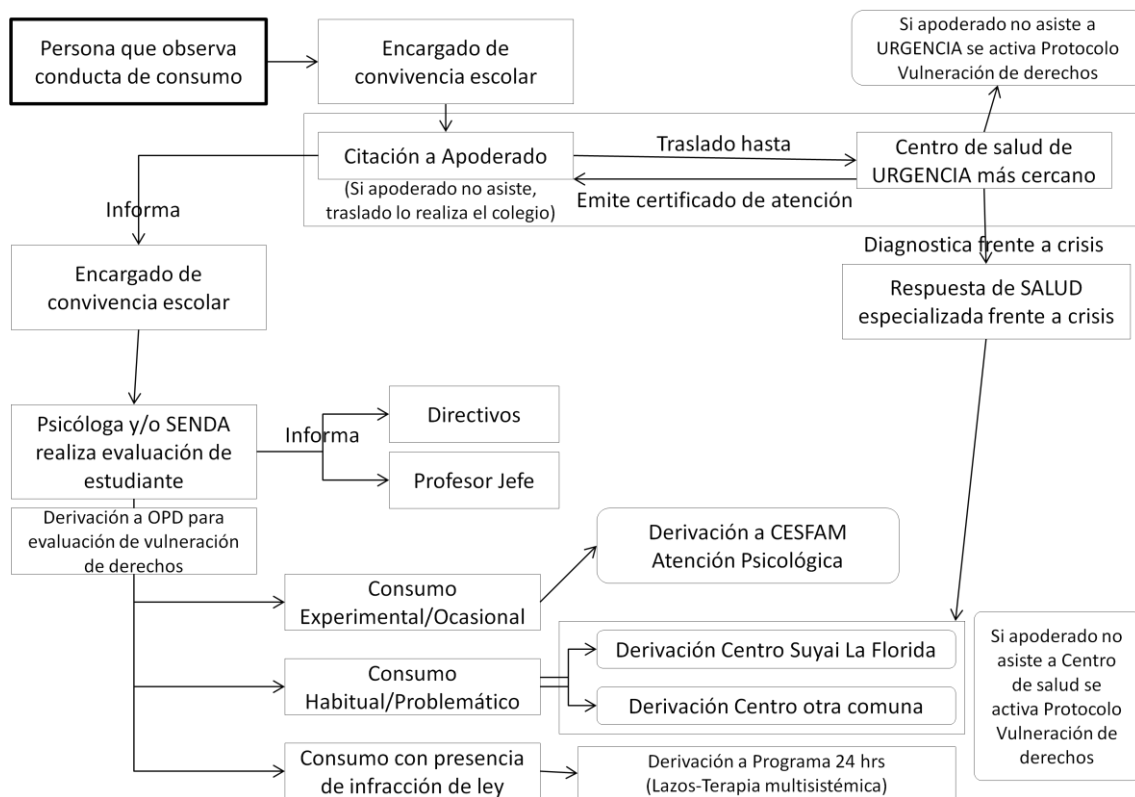 Persona que observa
conducta de consumo
Encargado de
convivencia escolar
Si apoderado no asiste a
URGENCIA se activa Protocolo
Vulneración de derechos
Citación a Apoderado
(Si apoderado no asiste,
traslado lo realiza el colegio)
Traslado hasta
Emite certificado de atención
Centro de salud de
URGENCIA más cercano
Informa
Diagnostica frente a crisis
Encargado de
convivencia escolar
Respuesta de SALUD
especializada frente a crisis
Psicóloga y/o SENDA
realiza evaluación de
estudiante
Informa
Directivos
Profesor Jefe
Derivación a OPD para
evaluación de vulneración
de derechos
Consumo
Experimental/Ocasional
Derivación a CESFAM
Atención Psicológica
Consumo
Habitual/Problemático
Derivación Centro Suyai La Florida
Derivación Centro otra comuna
Si apoderado no
asiste a Centro
de salud se
activa Protocolo
Vulneración de
derechos
Consumo con presencia
de infracción de ley
Derivación a Programa 24 hrs
(Lazos-Terapia multisistémica)